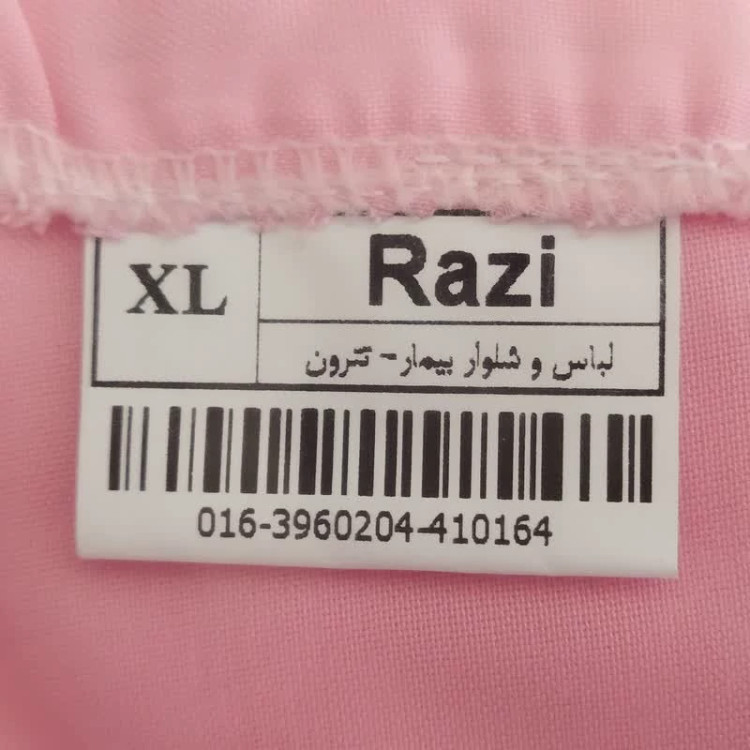 XL
Razi
لباس و شلوار بیمار- تترون
016-3960204-410164